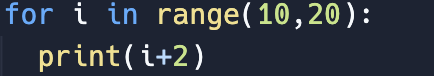 for i in range(10,20):
  print(i+2)